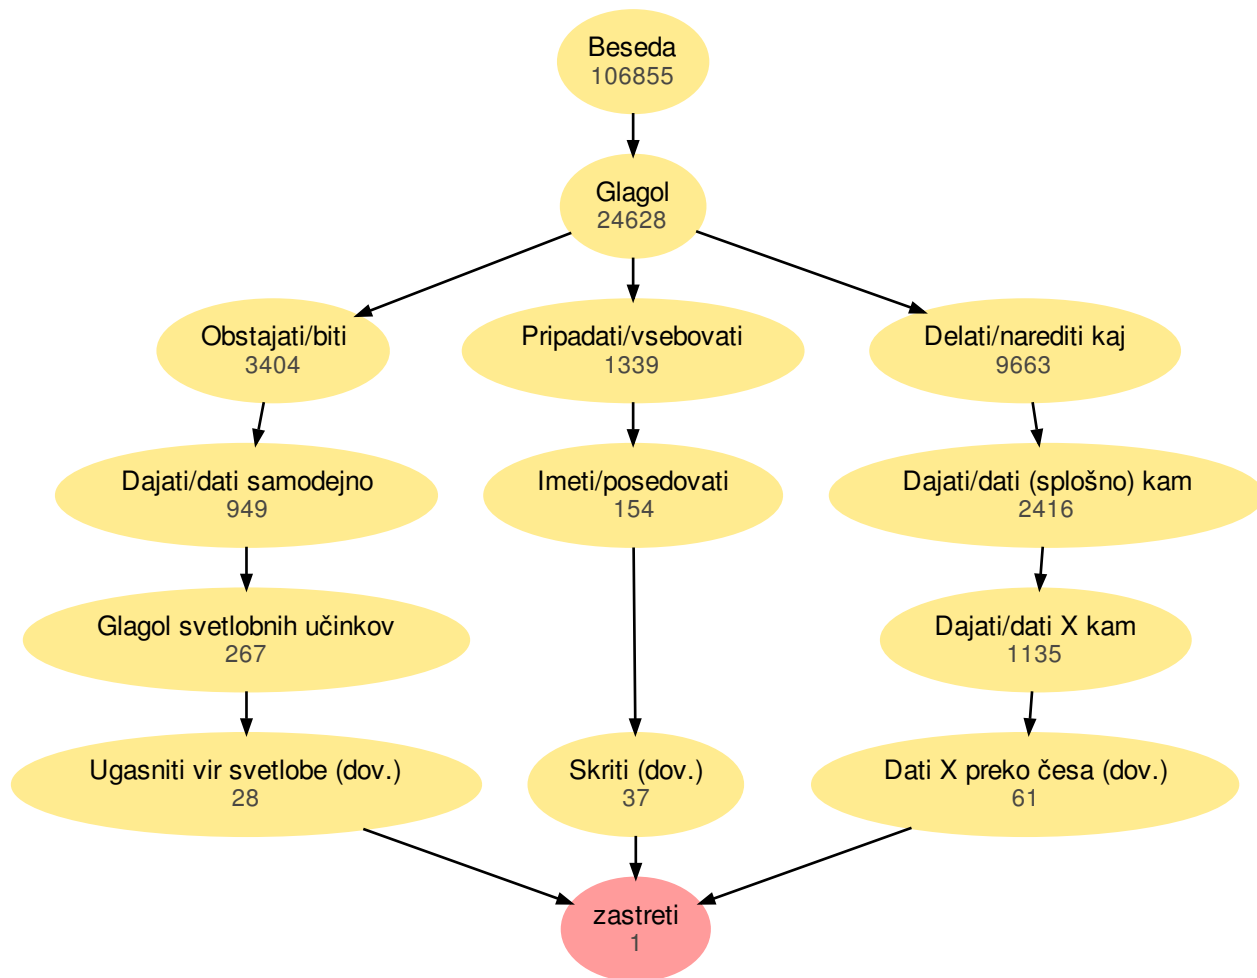 Beseda
106855
Glagol
24628
Obstajati/biti
3404
Pripadati/vsebovati
1339
Delati/narediti kaj
9663
Dajati/dati samodejno
949
Imeti/posedovati
154
Dajati/dati (splošno) kam
2416
Glagol svetlobnih učinkov
267
Dajati/dati X kam
1135
Ugasniti vir svetlobe (dov.)
28
Skriti (dov.)
37
Dati X preko česa (dov.)
61
zastreti
1